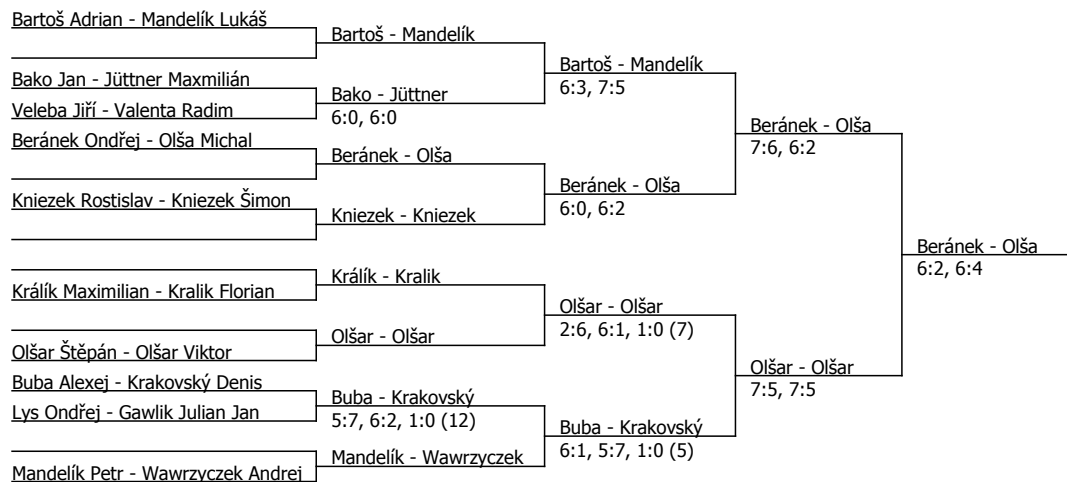 Bartoš Adrian - Mandelík Lukáš
Bako Jan - Jüttner Maxmilián
Veleba Jiří - Valenta Radim
Beránek Ondřej - Olša Michal
Kniezek Rostislav - Kniezek Šimon
Králík Maximilian - Kralik Florian
Olšar Štěpán - Olšar Viktor
Buba Alexej - Krakovský Denis
Lys Ondřej - Gawlik Julian Jan
Mandelík Petr - Wawrzyczek Andrej
Bartoš - Mandelík
Bako - Jüttner
6:0, 6:0
Beránek - Olša
Kniezek - Kniezek
Králík - Kralik
Olšar - Olšar
Buba - Krakovský
5:7, 6:2, 1:0 (12)
Mandelík - Wawrzyczek
Bartoš - Mandelík
6:3, 7:5
Beránek - Olša
6:0, 6:2
Olšar - Olšar
2:6, 6:1, 1:0 (7)
Buba - Krakovský
6:1, 5:7, 1:0 (5)
Beránek - Olša
7:6, 6:2
Olšar - Olšar
7:5, 7:5
Beránek - Olša
6:2, 6:4